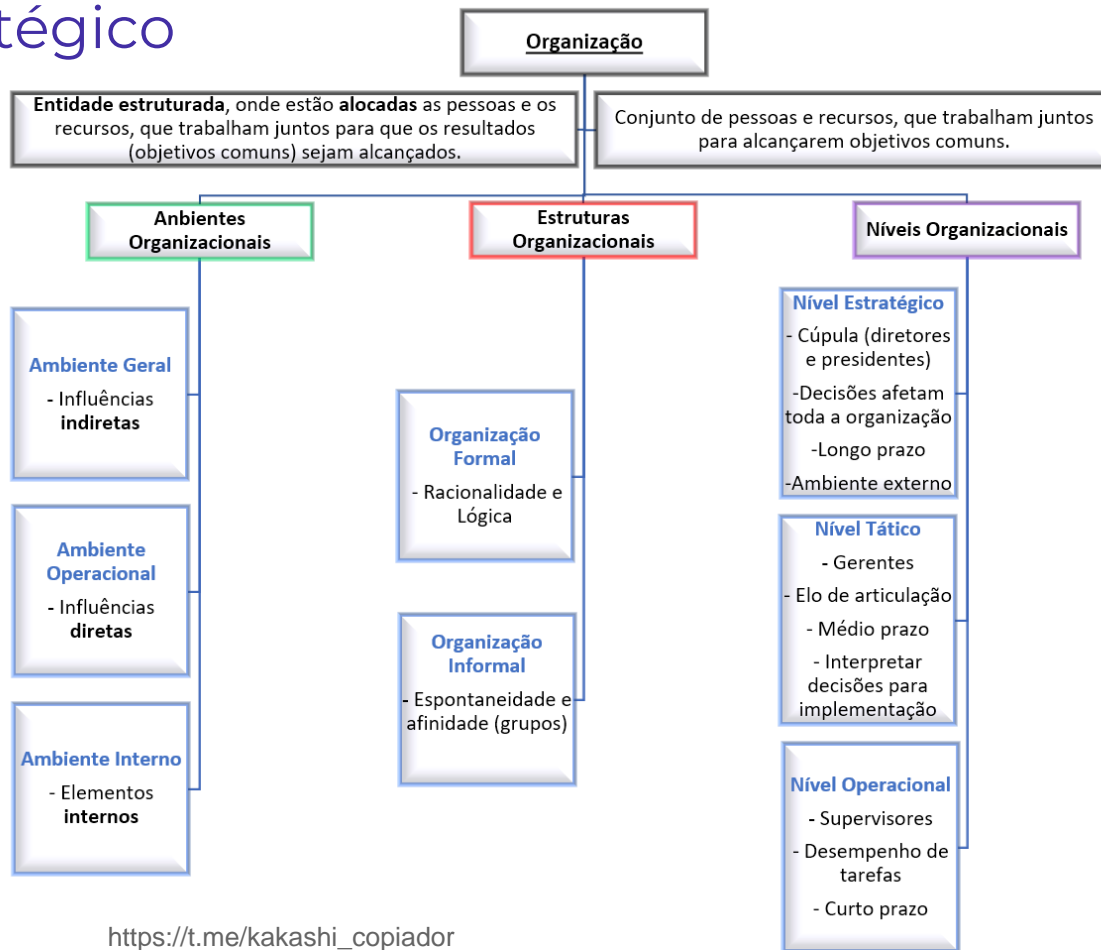 tégico
Organização
Entidade estruturada, onde estão alocadas as pessoas e os
recursos, que trabalham juntos para que os resultados
(objetivos comuns) sejam alcançados.
Conjunto de pessoas e recursos, que trabalham juntos
para alcançarem objetivos comuns.
Anbientes
Organizacionais
Estruturas
Organizacionais
Níveis Organizacionais
Ambiente Geral
- Influências
indiretas
Ambiente
Operacional
- Influências
diretas
Ambiente Interno
- Elementos
internos
Organização
Formal
- Racionalidade e
Lógica
Organização
Informal
- Espontaneidade e
afinidade (grupos)
Nível Estratégico
- Cúpula (diretores
e presidentes)
-Decisões afetam
toda a organização
-Longo prazo
-Ambiente externo
Nível Tático
- Gerentes
- Elo de articulação
- Médio prazo
- Interpretar
decisões para
implementação
Nível Operacional
- Supervisores
- Desempenho de
tarefas
- Curto prazo
https://t.me/kakashi_copiador